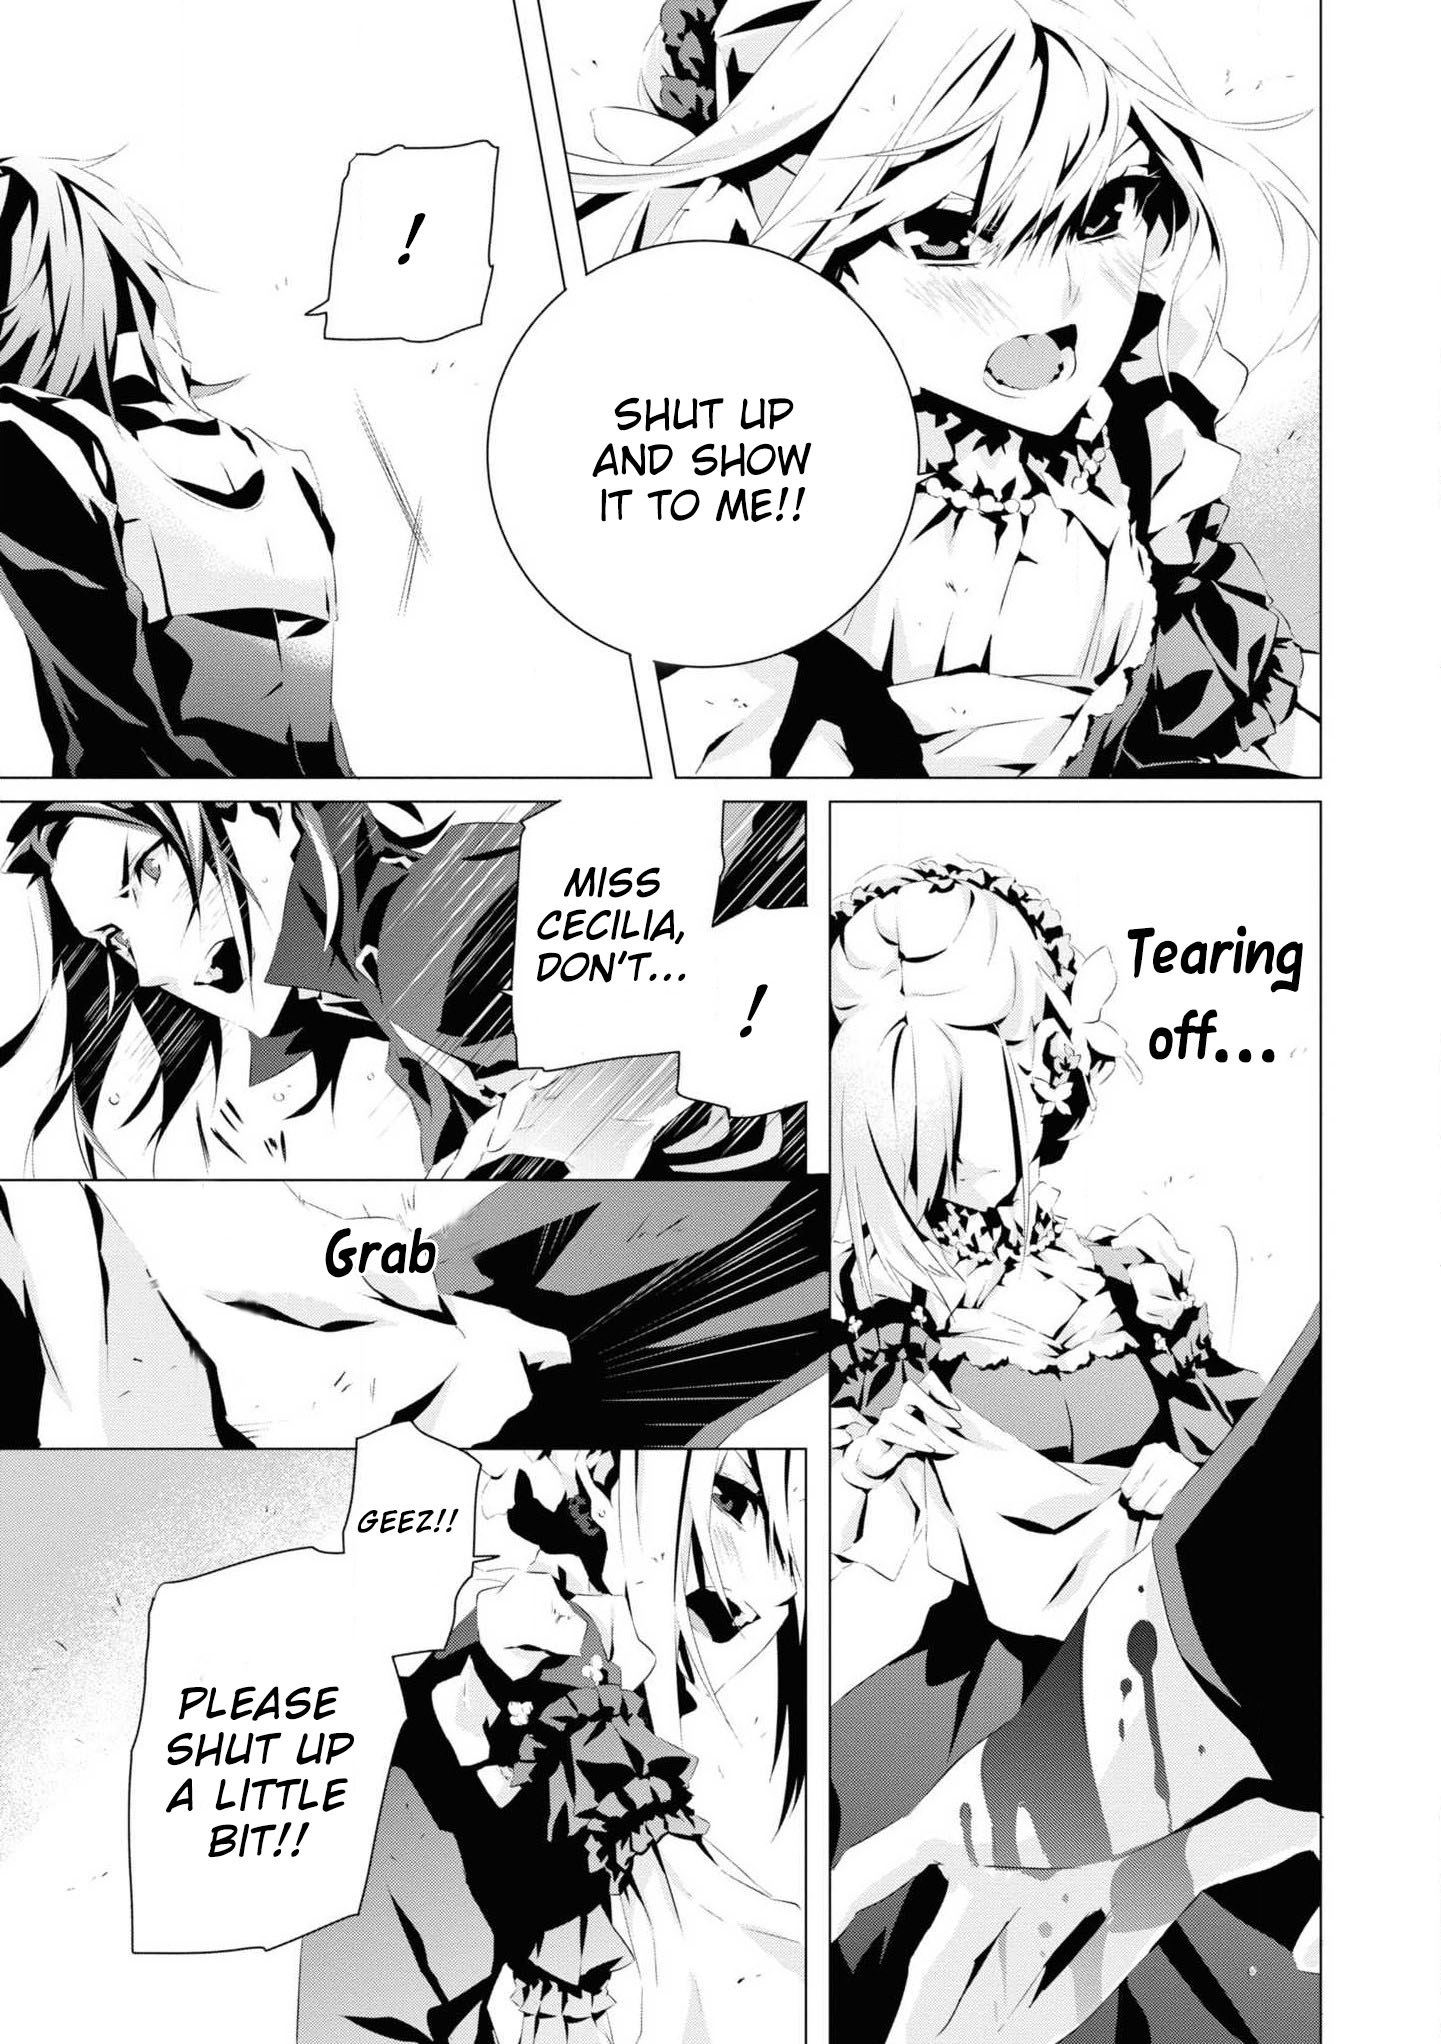 SHUT UP
AND SHOW
IT TO ME!!
!
Tearing
off...
!
MISS
CECILIA,
DON'T...
Grab
GEEZ!!
PLEASE
SHUT UP
A LITTLE
BIT!!